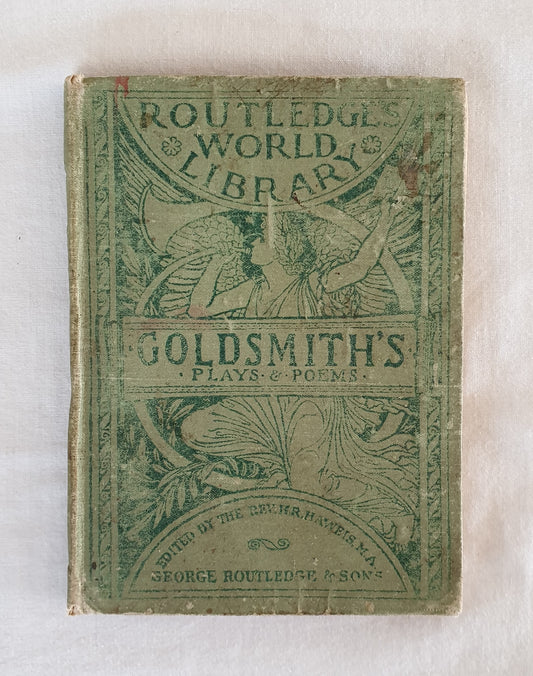 ROUTLEDGE'S
WORLD
LIBRARY
GOLDSMITH'S
· PLAYS · & · POEMS ·
EDITED BY THE REV. H.R. HAWEIS, M.A.
GEORGE ROUTLEDGE & SONS